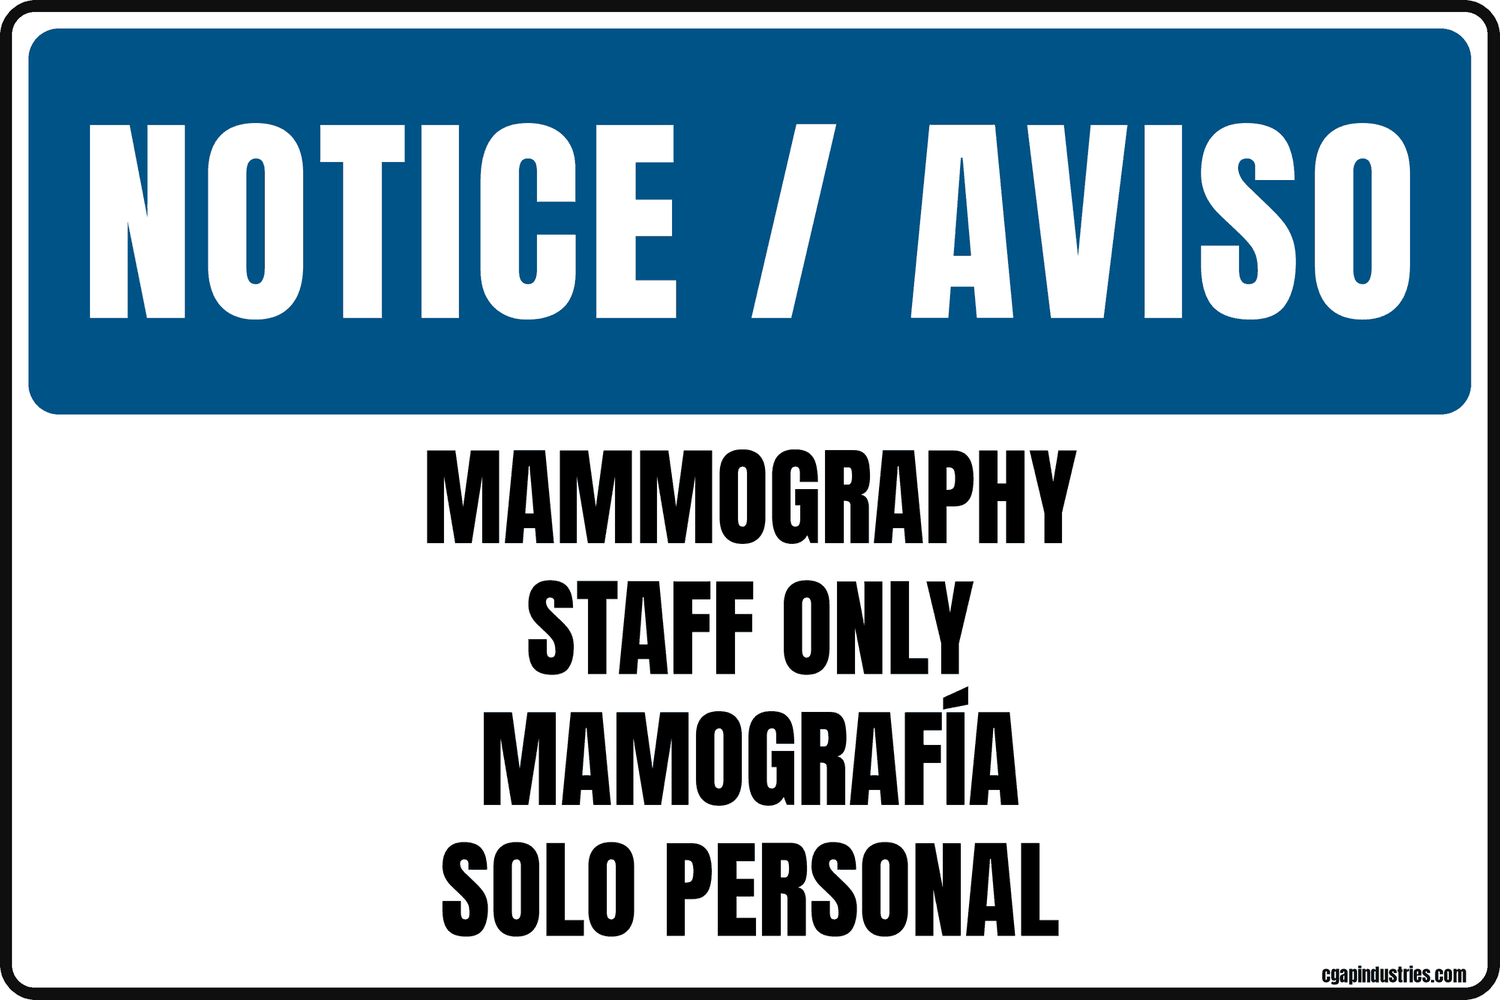 NOTICE / AVISO
MAMMOGRAPHY
STAFF ONLY
MAMOGRAFÍA
SOLO PERSONAL
cgapindustries.com